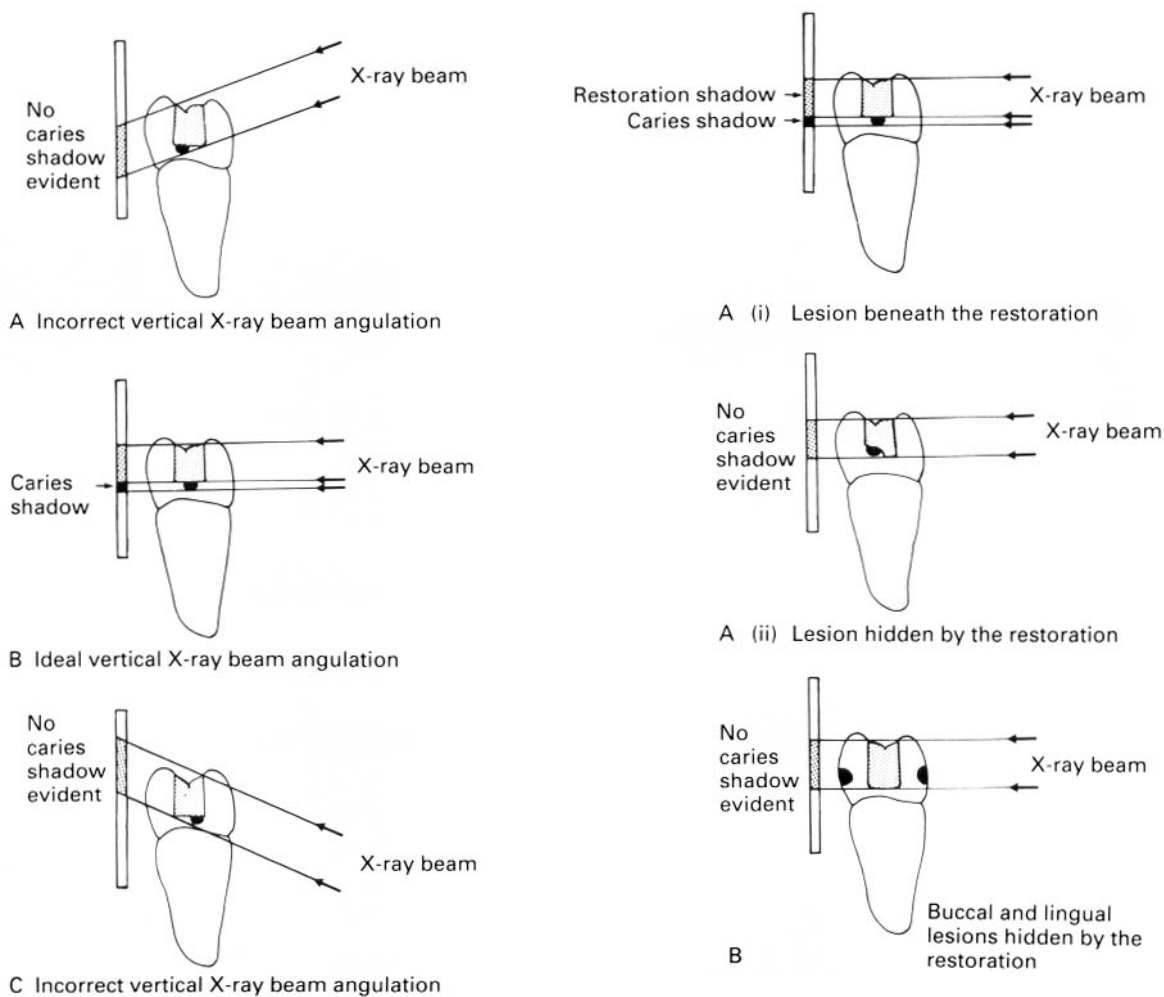 No
caries
shadow
evident
X-ray beam
A Incorrect vertical X-ray beam angulation
Caries
shadow
X-ray beam
B Ideal vertical X-ray beam angulation
No
caries
shadow
evident
X-ray beam
C Incorrect vertical X-ray beam angulation
Restoration shadow
Caries shadow
X-ray beam
A (i) Lesion beneath the restoration
No
caries
shadow
evident
X-ray beam
A (ii) Lesion hidden by the restoration
No
caries
shadow
evident
X-ray beam
Buccal and lingual
lesions hidden by the
restoration
B